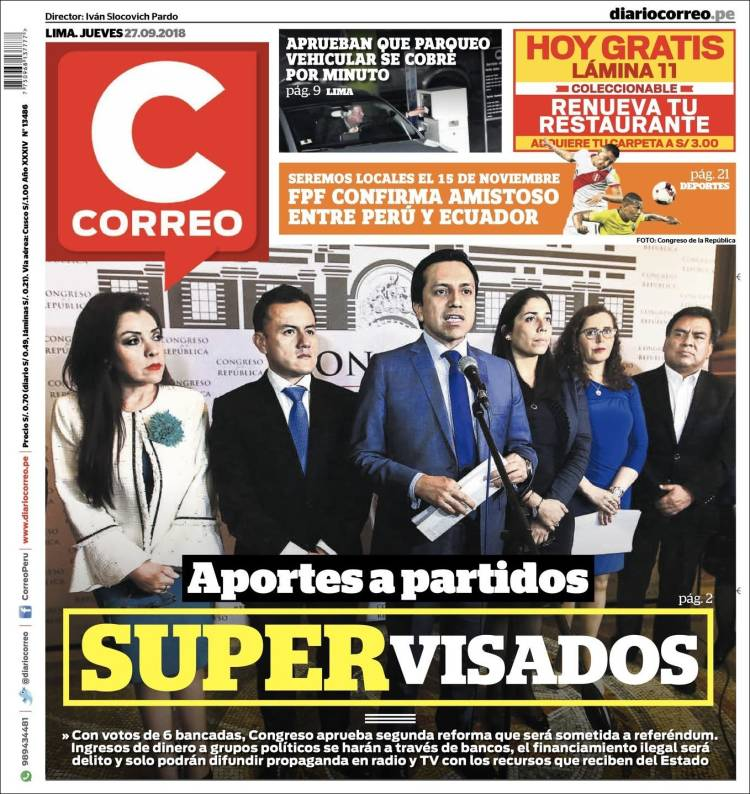 Director: Iván Slocovich Pardo
diariocorreo.pe
LIMA. JUEVES 27.09.2018
C
CORREO
APRUEBAN QUE PARQUEO
VEHICULAR SE COBRE
POR MINUTO
pág. 9 LIMA
HOY GRATIS
LÁMINA 11
COLECCIONABLE
RENUEVA TU
RESTAURANTE
ADQUIERE TU CARPETA A S/ 3.00
SEREMOS LOCALES EL 15 DE NOVIEMBRE
FPF CONFIRMA AMISTOSO
ENTRE PERÚ Y ECUADOR
pág. 21
DEPORTES
FOTO: Congreso de la República
CONGRESO
REPÚBLICA
CONGRESO
REPÚBLICA
Aportes a partidos
pág. 2
SUPERVISADOS
» Con votos de 6 bancadas, Congreso aprueba segunda reforma que será sometida a referéndum.
Ingresos de dinero a grupos políticos se harán a través de bancos, el financiamiento ilegal será
delito y solo podrán difundir propaganda en radio y TV con los recursos que reciben del Estado
Precio S/. 0.70 (diario S/ 0.49, láminas S/. 0.21). Vía aérea: Cusco S/.1.00 Año XXXIV N° 13486
www.diariocorreo.pe
CorreoPeru
@diariocorreo
989434481